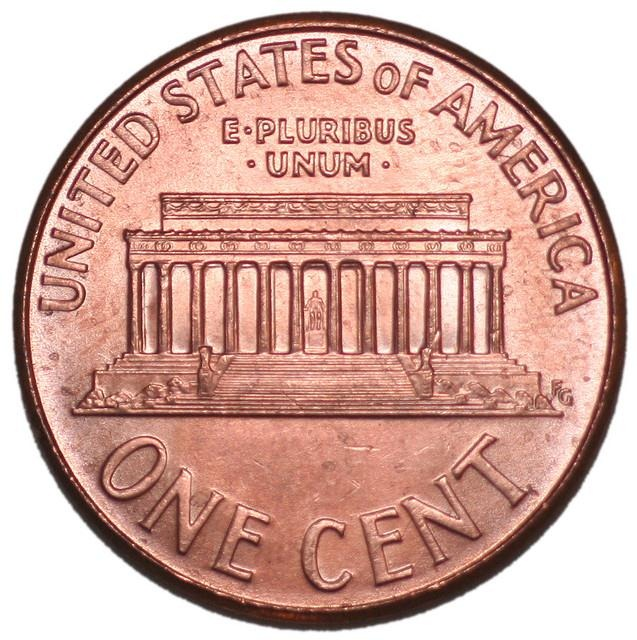 UNITED STATES OF AMERICA
E·PLURIBUS
·UNUM·
FG
ONE CENT